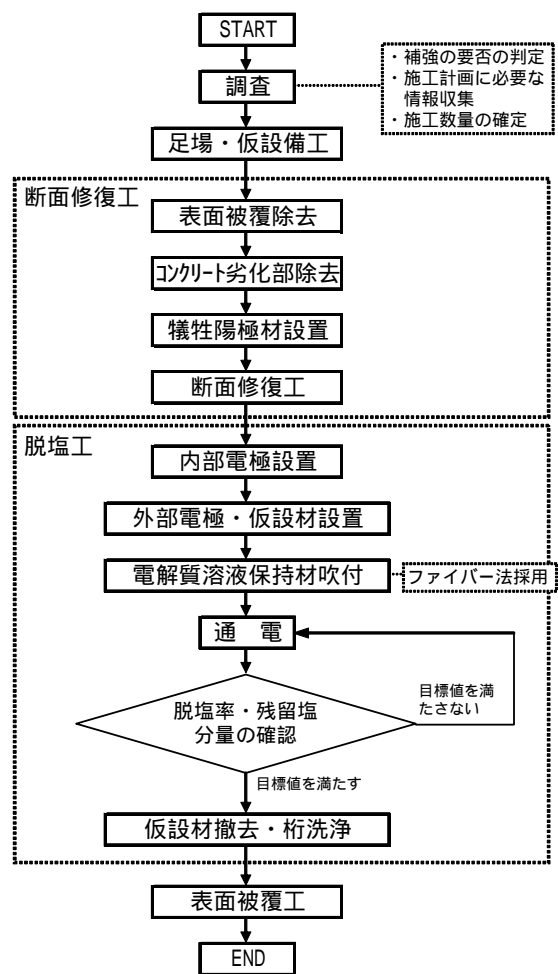 START
調査
・補強の要否の判定
・施工計画に必要な
情報収集
・施工数量の確定
足場・仮設備工
断面修復工
表面被覆除去
ｺﾝｸﾘｰﾄ劣化部除去
犠牲陽極材設置
断面修復工
脱塩工
内部電極設置
外部電極・仮設材設置
電解質溶液保持材吹付
ファイバー法採用
通　電
目標値を満
たさない
脱塩率・残留塩
分量の確認
目標値を満たす
仮設材撤去・桁洗浄
表面被覆工
END